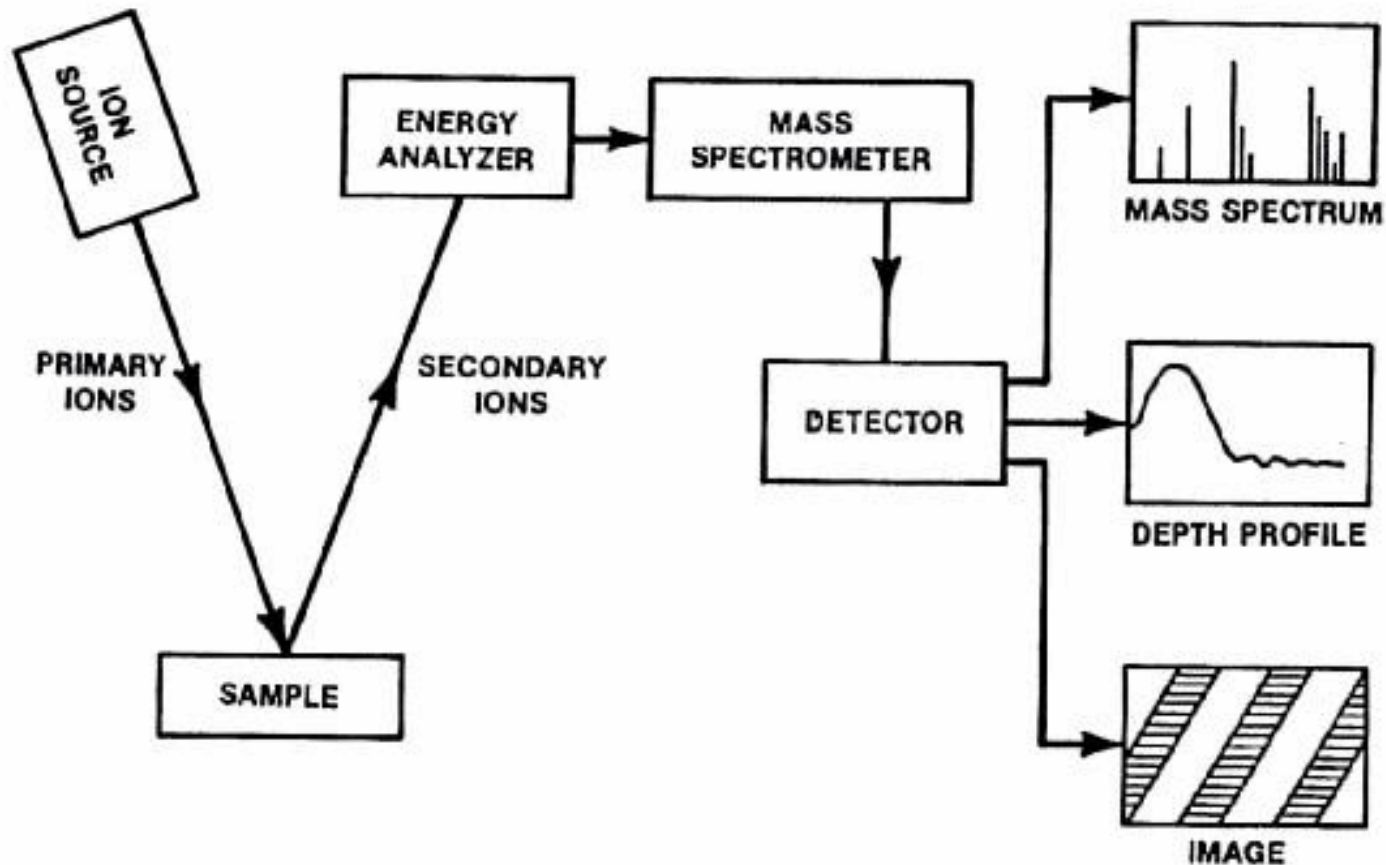 ION
SOURCE
ENERGY
ANALYZER
MASS
SPECTROMETER
MASS SPECTRUM
PRIMARY
IONS
SECONDARY
IONS
DETECTOR
DEPTH PROFILE
SAMPLE
IMAGE